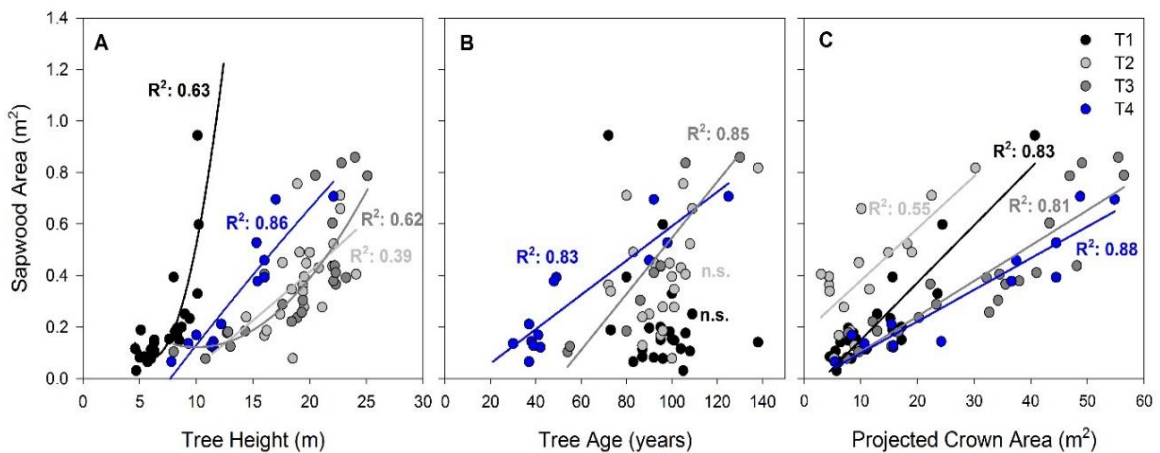 1.4
1.2
1.0
0.8
0.6
0.4
0.2
0.0
Sapwood Area (m²)
A
R²: 0.63
R²: 0.86
R²: 0.62
R²: 0.39
0 5 10 15 20 25 30
Tree Height (m)
B
R²: 0.85
R²: 0.83
n.s.
n.s.
0 20 40 60 80 100 120 140
Tree Age (years)
C
T1
T2
T3
T4
R²: 0.83
R²: 0.55
R²: 0.81
R²: 0.88
0 10 20 30 40 50 60
Projected Crown Area (m²)